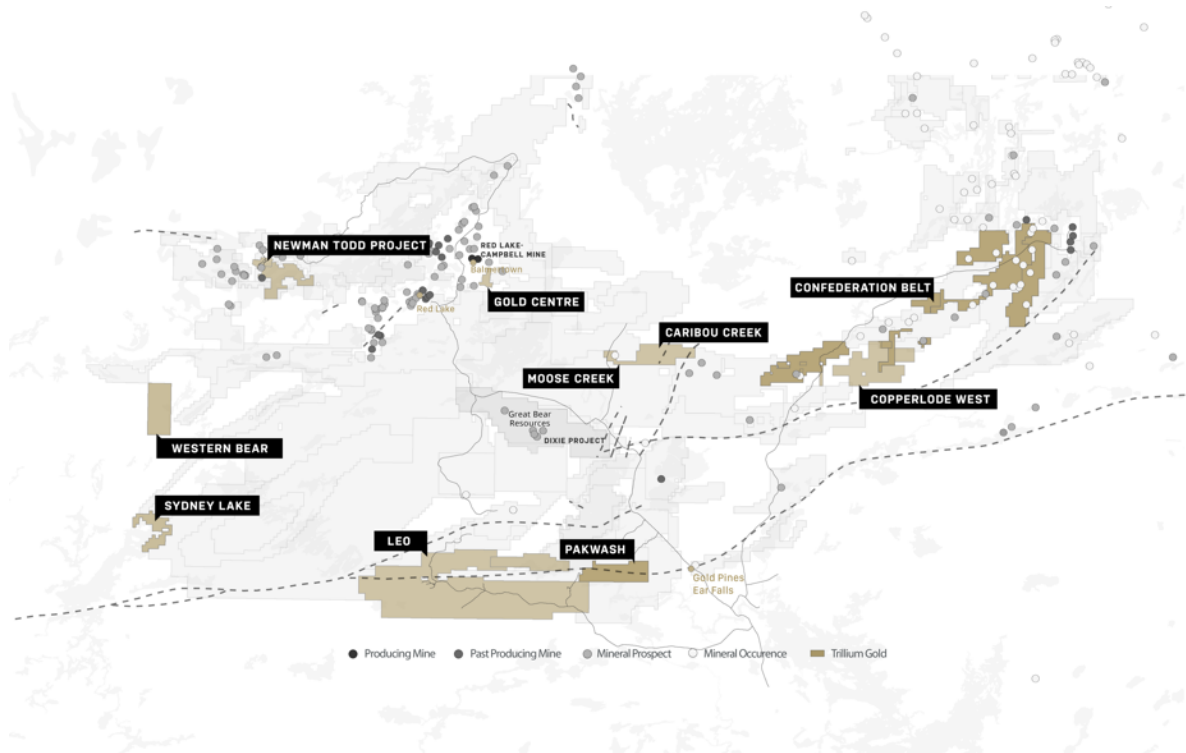 NEWMAN TODD PROJECT
RED LAKE-
CAMPBELL MINE
Balmertown
GOLD CENTRE
Red Lake
CONFEDERATION BELT
CARIBOU CREEK
MOOSE CREEK
COPPERLODE WEST
Great Bear
Resources
DIXIE PROJECT
WESTERN BEAR
SYDNEY LAKE
LEO
PAKWASH
Gold Pines
Ear Falls
Producing Mine
Past Producing Mine
Mineral Prospect
Mineral Occurence
Trillium Gold